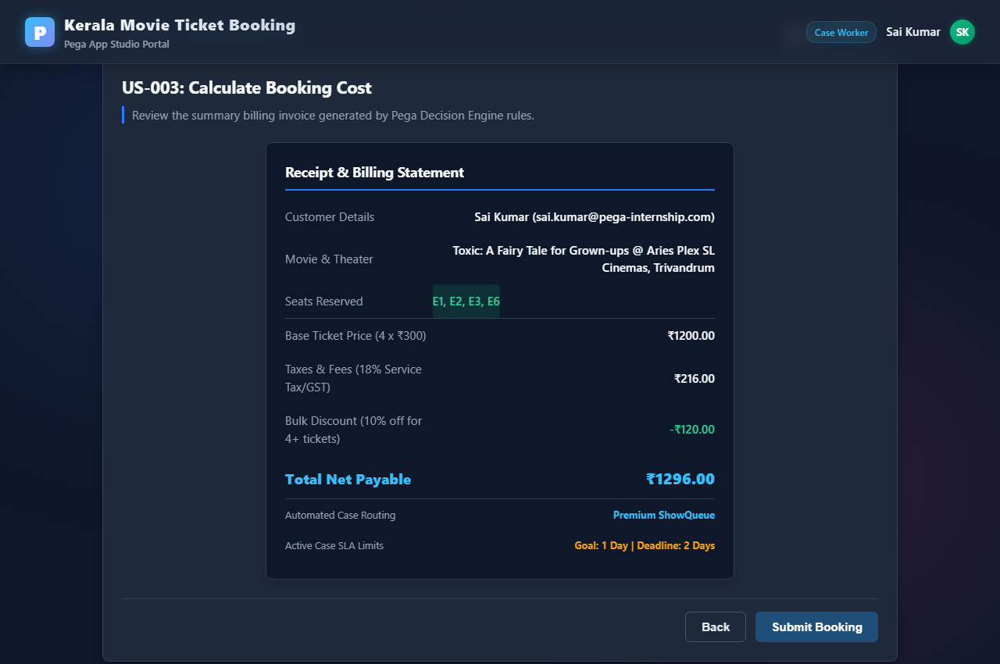 P
Kerala Movie Ticket Booking
Pega App Studio Portal
Case Worker
Sai Kumar
SK
US-003: Calculate Booking Cost
Review the summary billing invoice generated by Pega Decision Engine rules.
Receipt & Billing Statement
Customer Details
Sai Kumar (sai.kumar@pega-internship.com)
Movie & Theater
Toxic: A Fairy Tale for Grown-ups @ Aries Plex SL
Cinemas, Trivandrum
Seats Reserved
E1, E2, E3, E6
Base Ticket Price (4 x ₹300)
₹1200.00
Taxes & Fees (18% Service
Tax/GST)
₹216.00
Bulk Discount (10% off for
4+ tickets)
-₹120.00
Total Net Payable
₹1296.00
Automated Case Routing
Premium ShowQueue
Active Case SLA Limits
Goal: 1 Day | Deadline: 2 Days
Back
Submit Booking